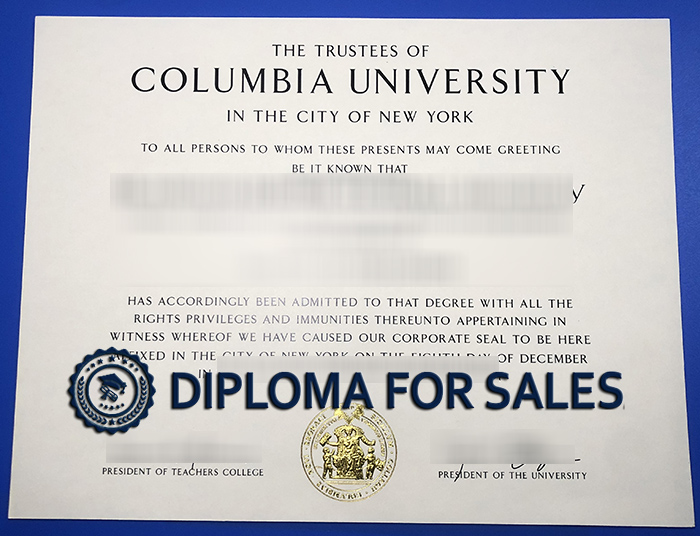 THE TRUSTEES OF
COLUMBIA UNIVERSITY
IN THE CITY OF NEW YORK
TO ALL PERSONS TO WHOM THESE PRESENTS MAY COME GREETING
BE IT KNOWN THAT
Y
HAS ACCORDINGLY BEEN ADMITTED TO THAT DEGREE WITH ALL THE
RIGHTS PRIVILEGES AND IMMUNITIES THEREUNTO APPERTAINING IN
WITNESS WHEREOF WE HAVE CAUSED OUR CORPORATE SEAL TO BE HERE
AFFIXED IN THE CITY OF NEW YORK ON THE EIGHTH DAY OF DECEMBER
IN
DIPLOMA FOR SALES
PRESIDENT OF TEACHERS COLLEGE
PRESIDENT OF THE UNIVERSITY